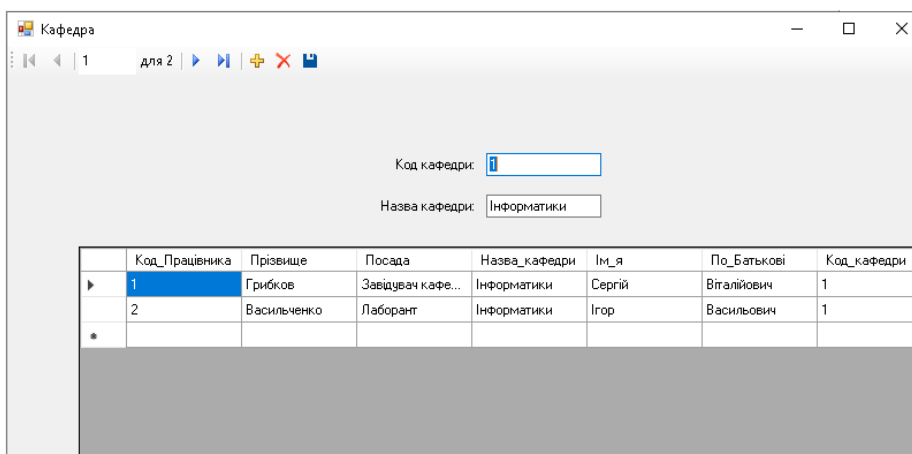 Кафедра
1 для 2
Код кафедри: 1
Назва кафедри: Інформатики
Код_Працівника Прізвище Посада Назва_кафедри Ім_я По_Батькові Код_кафедри
1 Грибков Завідувач кафе... Інформатики Сергій Віталійович 1
2 Васильченко Лаборант Інформатики Ігор Васильович 1